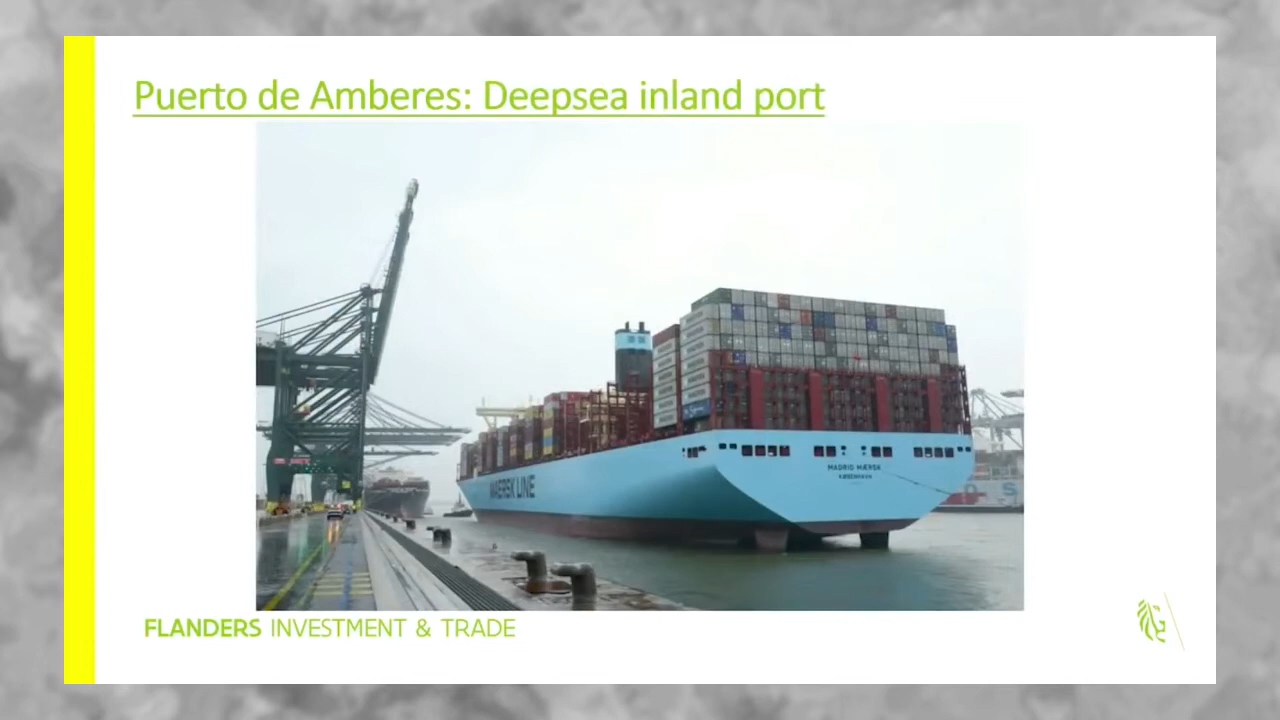 Puerto de Amberes: Deepsea inland port
MAERSK LINE
MADRID MÆRSK
KØBENHAVN
FLANDERS INVESTMENT & TRADE